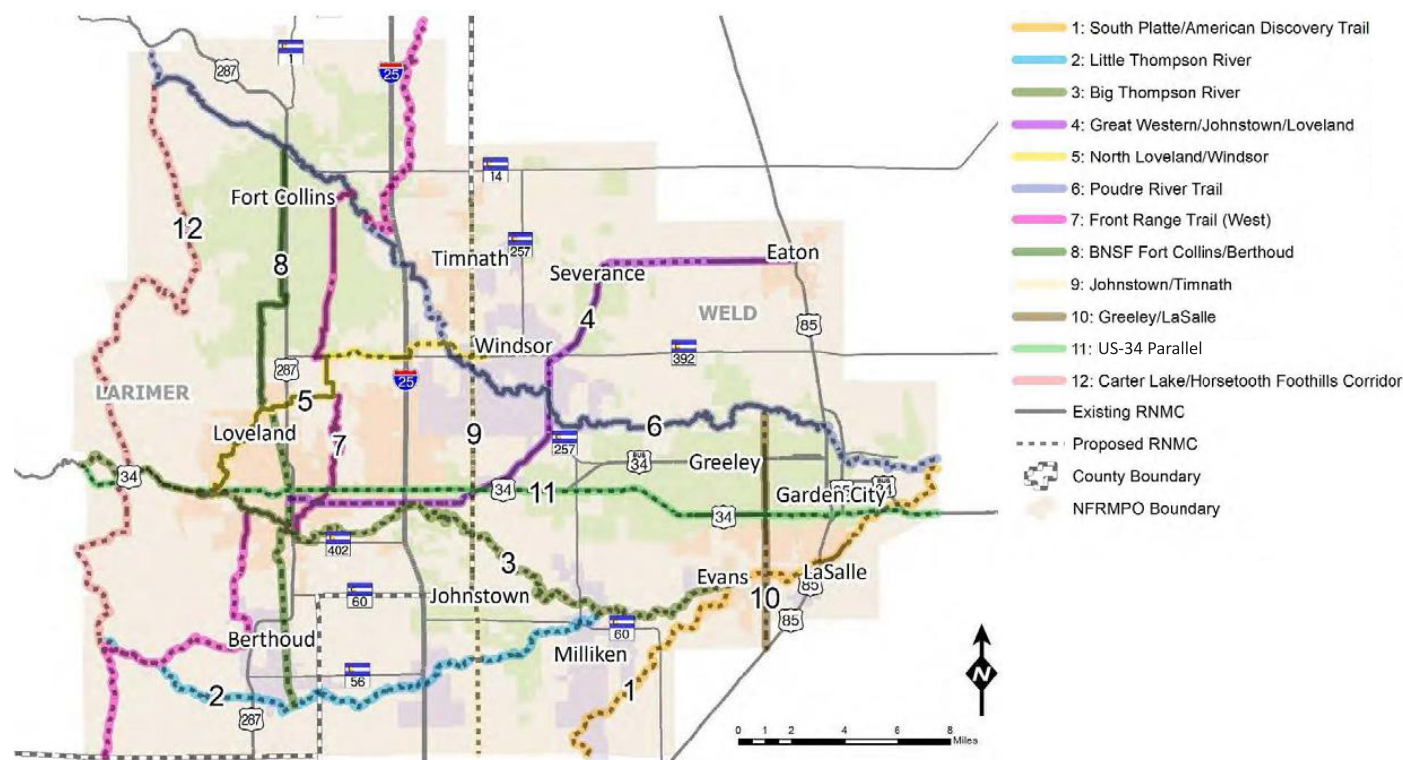 1: South Platte/American Discovery Trail
2: Little Thompson River
3: Big Thompson River
4: Great Western/Johnstown/Loveland
5: North Loveland/Windsor
6: Poudre River Trail
7: Front Range Trail (West)
8: BNSF Fort Collins/Berthoud
9: Johnstown/Timnath
10: Greeley/LaSalle
11: US-34 Parallel
12: Carter Lake/Horsetooth Foothills Corridor
Existing RNMC
Proposed RNMC
County Boundary
NFRMPO Boundary
287
1
25
14
Fort Collins
12
8
Timnath
257
Severance
Eaton
4
WELD
85
Windsor
392
287
25
LARIMER
5
Loveland
7
9
6
257
BUS
34
Greeley
34
34
11
Garden City
34
BUS
34
402
3
Evans
LaSalle
85
60
Johnstown
10
85
60
Berthoud
Milliken
56
2
1
287
N
0 1 2 4 6 8
Miles